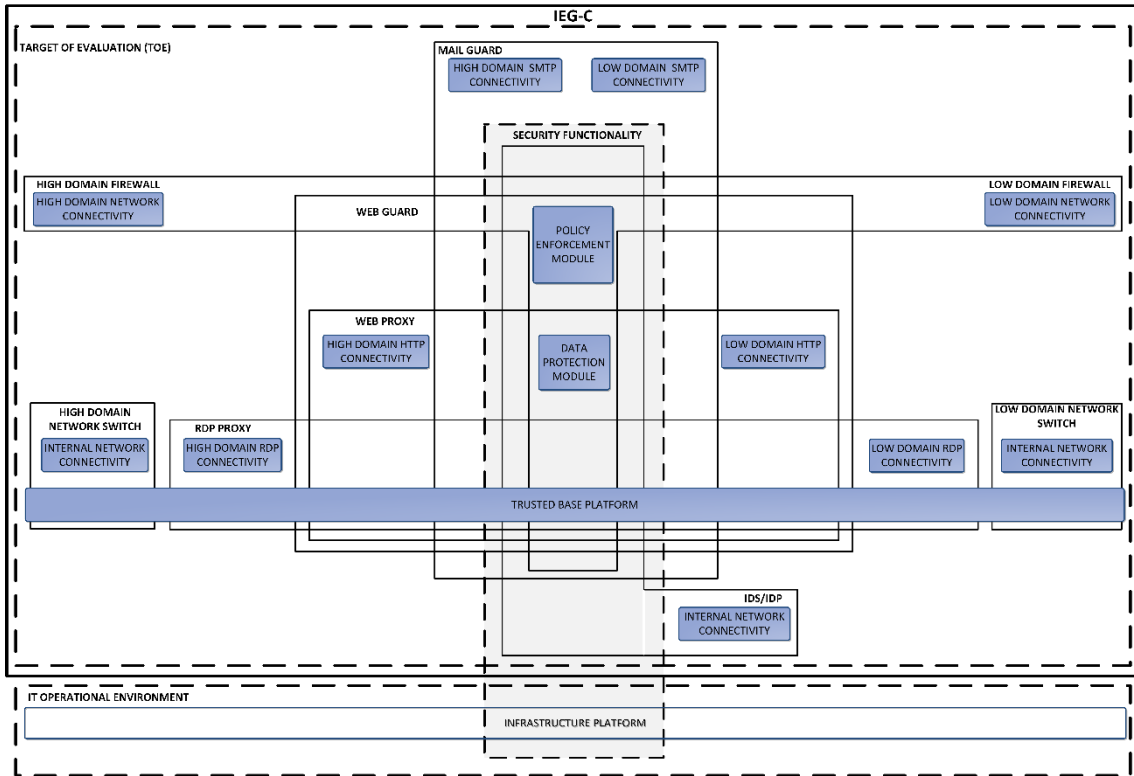 IEG-C
TARGET OF EVALUATION (TOE)
MAIL GUARD
HIGH DOMAIN SMTP
CONNECTIVITY
LOW DOMAIN SMTP
CONNECTIVITY
SECURITY FUNCTIONALITY
HIGH DOMAIN FIREWALL
HIGH DOMAIN NETWORK
CONNECTIVITY
LOW DOMAIN FIREWALL
LOW DOMAIN NETWORK
CONNECTIVITY
WEB GUARD
POLICY
ENFORCEMENT
MODULE
WEB PROXY
HIGH DOMAIN HTTP
CONNECTIVITY
DATA
PROTECTION
MODULE
LOW DOMAIN HTTP
CONNECTIVITY
HIGH DOMAIN
NETWORK SWITCH
INTERNAL NETWORK
CONNECTIVITY
RDP PROXY
HIGH DOMAIN RDP
CONNECTIVITY
LOW DOMAIN RDP
CONNECTIVITY
LOW DOMAIN NETWORK
SWITCH
INTERNAL NETWORK
CONNECTIVITY
TRUSTED BASE PLATFORM
IDS/IDP
INTERNAL NETWORK
CONNECTIVITY
IT OPERATIONAL ENVIRONMENT
INFRASTRUCTURE PLATFORM